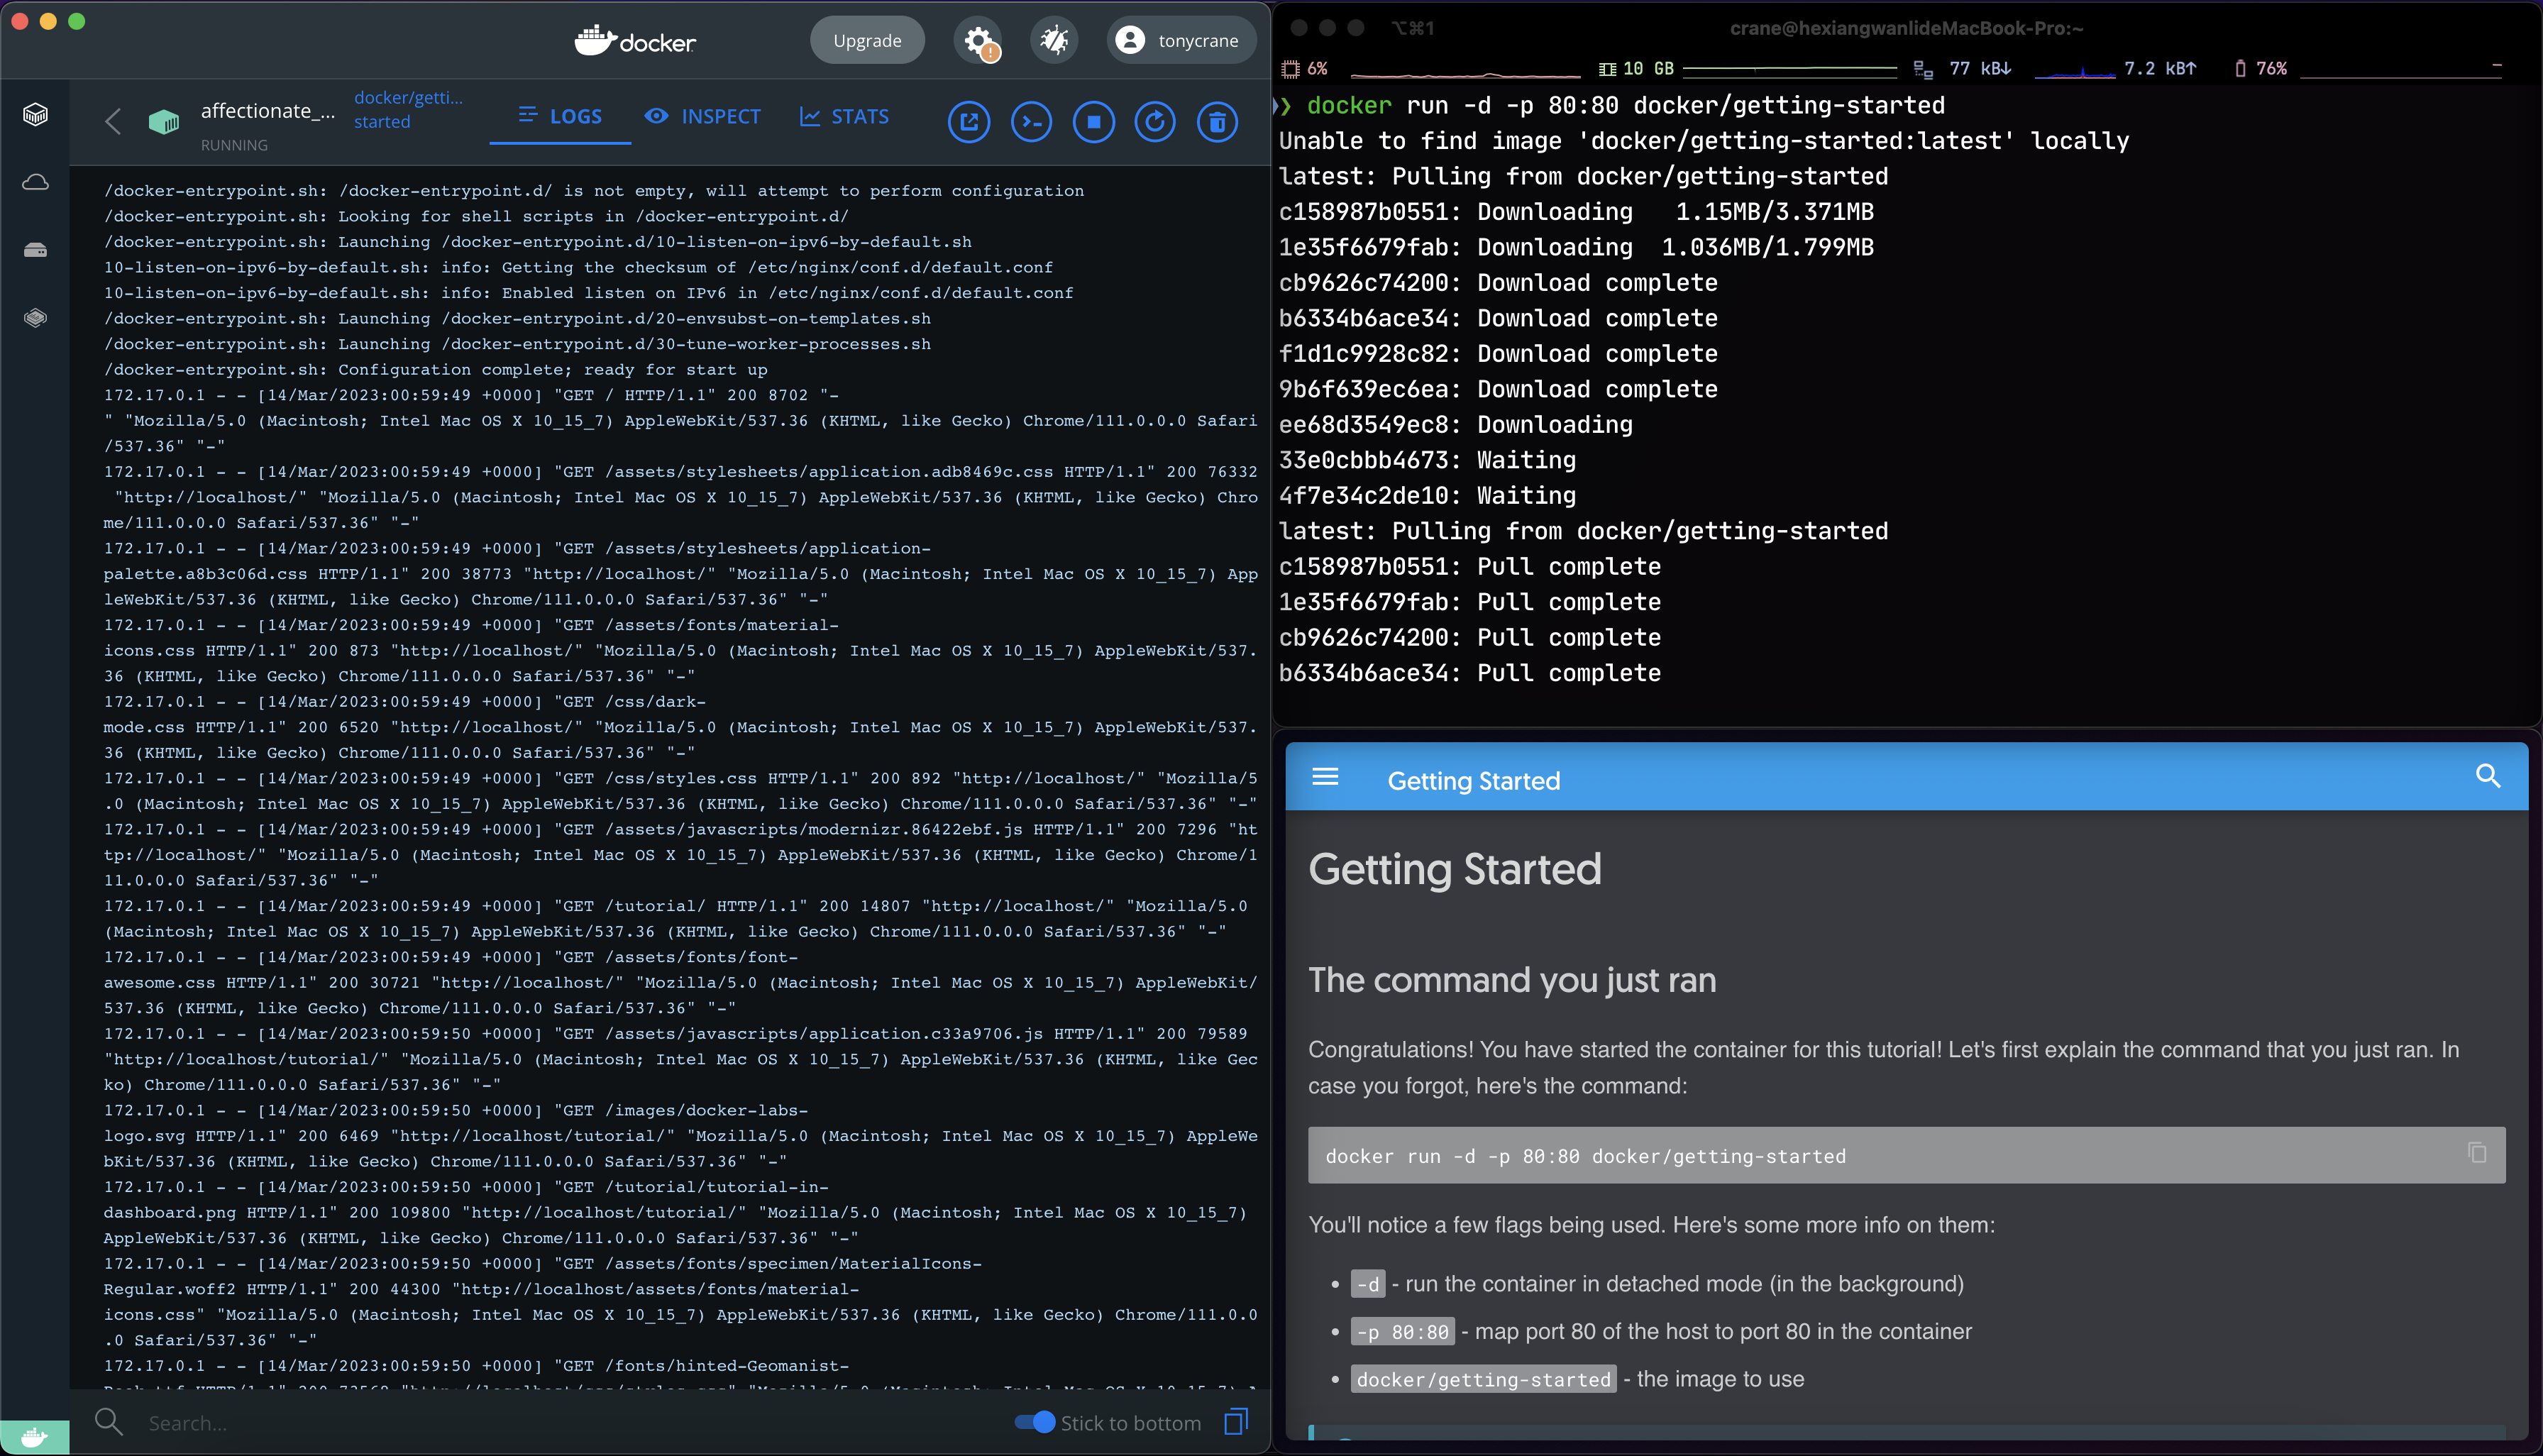 docker
Upgrade
tonycrane
affectionate_...
RUNNING
docker/getti...
started
LOGS
INSPECT
STATS
/docker-entrypoint.sh: /docker-entrypoint.d/ is not empty, will attempt to perform configuration
/docker-entrypoint.sh: Looking for shell scripts in /docker-entrypoint.d/
/docker-entrypoint.sh: Launching /docker-entrypoint.d/10-listen-on-ipv6-by-default.sh
10-listen-on-ipv6-by-default.sh: info: Getting the checksum of /etc/nginx/conf.d/default.conf
10-listen-on-ipv6-by-default.sh: info: Enabled listen on IPv6 in /etc/nginx/conf.d/default.conf
/docker-entrypoint.sh: Launching /docker-entrypoint.d/20-envsubst-on-templates.sh
/docker-entrypoint.sh: Launching /docker-entrypoint.d/30-tune-worker-processes.sh
/docker-entrypoint.sh: Configuration complete; ready for start up
172.17.0.1 - - [14/Mar/2023:00:59:49 +0000] "GET / HTTP/1.1" 200 8702 "-
" "Mozilla/5.0 (Macintosh; Intel Mac OS X 10_15_7) AppleWebKit/537.36 (KHTML, like Gecko) Chrome/111.0.0.0 Safari
/537.36" "-"
172.17.0.1 - - [14/Mar/2023:00:59:49 +0000] "GET /assets/stylesheets/application.adb8469c.css HTTP/1.1" 200 76332
"http://localhost/" "Mozilla/5.0 (Macintosh; Intel Mac OS X 10_15_7) AppleWebKit/537.36 (KHTML, like Gecko) Chro
me/111.0.0.0 Safari/537.36" "-"
172.17.0.1 - - [14/Mar/2023:00:59:49 +0000] "GET /assets/stylesheets/application-
palette.a8b3c06d.css HTTP/1.1" 200 38773 "http://localhost/" "Mozilla/5.0 (Macintosh; Intel Mac OS X 10_15_7) App
leWebKit/537.36 (KHTML, like Gecko) Chrome/111.0.0.0 Safari/537.36" "-"
172.17.0.1 - - [14/Mar/2023:00:59:49 +0000] "GET /assets/fonts/material-
icons.css HTTP/1.1" 200 873 "http://localhost/" "Mozilla/5.0 (Macintosh; Intel Mac OS X 10_15_7) AppleWebKit/537.
36 (KHTML, like Gecko) Chrome/111.0.0.0 Safari/537.36" "-"
172.17.0.1 - - [14/Mar/2023:00:59:49 +0000] "GET /css/dark-
mode.css HTTP/1.1" 200 6520 "http://localhost/" "Mozilla/5.0 (Macintosh; Intel Mac OS X 10_15_7) AppleWebKit/537.
36 (KHTML, like Gecko) Chrome/111.0.0.0 Safari/537.36" "-"
172.17.0.1 - - [14/Mar/2023:00:59:49 +0000] "GET /css/styles.css HTTP/1.1" 200 892 "http://localhost/" "Mozilla/5
.0 (Macintosh; Intel Mac OS X 10_15_7) AppleWebKit/537.36 (KHTML, like Gecko) Chrome/111.0.0.0 Safari/537.36" "-"
172.17.0.1 - - [14/Mar/2023:00:59:49 +0000] "GET /assets/javascripts/modernizr.86422ebf.js HTTP/1.1" 200 7296 "ht
tp://localhost/" "Mozilla/5.0 (Macintosh; Intel Mac OS X 10_15_7) AppleWebKit/537.36 (KHTML, like Gecko) Chrome/1
11.0.0.0 Safari/537.36" "-"
172.17.0.1 - - [14/Mar/2023:00:59:49 +0000] "GET /tutorial/ HTTP/1.1" 200 14807 "http://localhost/" "Mozilla/5.0
(Macintosh; Intel Mac OS X 10_15_7) AppleWebKit/537.36 (KHTML, like Gecko) Chrome/111.0.0.0 Safari/537.36" "-"
172.17.0.1 - - [14/Mar/2023:00:59:49 +0000] "GET /assets/fonts/font-
awesome.css HTTP/1.1" 200 30721 "http://localhost/" "Mozilla/5.0 (Macintosh; Intel Mac OS X 10_15_7) AppleWebKit/
537.36 (KHTML, like Gecko) Chrome/111.0.0.0 Safari/537.36" "-"
172.17.0.1 - - [14/Mar/2023:00:59:50 +0000] "GET /assets/javascripts/application.c33a9706.js HTTP/1.1" 200 79589
"http://localhost/tutorial/" "Mozilla/5.0 (Macintosh; Intel Mac OS X 10_15_7) AppleWebKit/537.36 (KHTML, like Gec
ko) Chrome/111.0.0.0 Safari/537.36" "-"
172.17.0.1 - - [14/Mar/2023:00:59:50 +0000] "GET /images/docker-labs-
logo.svg HTTP/1.1" 200 6469 "http://localhost/tutorial/" "Mozilla/5.0 (Macintosh; Intel Mac OS X 10_15_7) AppleWe
bKit/537.36 (KHTML, like Gecko) Chrome/111.0.0.0 Safari/537.36" "-"
172.17.0.1 - - [14/Mar/2023:00:59:50 +0000] "GET /tutorial/tutorial-in-
dashboard.png HTTP/1.1" 200 109800 "http://localhost/tutorial/" "Mozilla/5.0 (Macintosh; Intel Mac OS X 10_15_7)
AppleWebKit/537.36 (KHTML, like Gecko) Chrome/111.0.0.0 Safari/537.36" "-"
172.17.0.1 - - [14/Mar/2023:00:59:50 +0000] "GET /assets/fonts/specimen/MaterialIcons-
Regular.woff2 HTTP/1.1" 200 44300 "http://localhost/assets/fonts/material-
icons.css" "Mozilla/5.0 (Macintosh; Intel Mac OS X 10_15_7) AppleWebKit/537.36 (KHTML, like Gecko) Chrome/111.0.0
.0 Safari/537.36" "-"
172.17.0.1 - - [14/Mar/2023:00:59:50 +0000] "GET /fonts/hinted-Geomanist-
Search...
Stick to bottom
⌥⌘1
crane@hexiangwanlideMacBook-Pro:~
6% 10 GB 77 kB↓ 7.2 kB↑ 76%
❯ docker run -d -p 80:80 docker/getting-started
Unable to find image 'docker/getting-started:latest' locally
latest: Pulling from docker/getting-started
c158987b0551: Downloading 1.15MB/3.371MB
1e35f6679fab: Downloading 1.036MB/1.799MB
cb9626c74200: Download complete
b6334b6ace34: Download complete
f1d1c9928c82: Download complete
9b6f639ec6ea: Download complete
ee68d3549ec8: Downloading
33e0cbbb4673: Waiting
4f7e34c2de10: Waiting
latest: Pulling from docker/getting-started
c158987b0551: Pull complete
1e35f6679fab: Pull complete
cb9626c74200: Pull complete
b6334b6ace34: Pull complete
Getting Started
Getting Started
The command you just ran
Congratulations! You have started the container for this tutorial! Let's first explain the command that you just ran. In
case you forgot, here's the command:
docker run -d -p 80:80 docker/getting-started
You'll notice a few flags being used. Here's some more info on them:
• -d - run the container in detached mode (in the background)
• -p 80:80 - map port 80 of the host to port 80 in the container
• docker/getting-started - the image to use